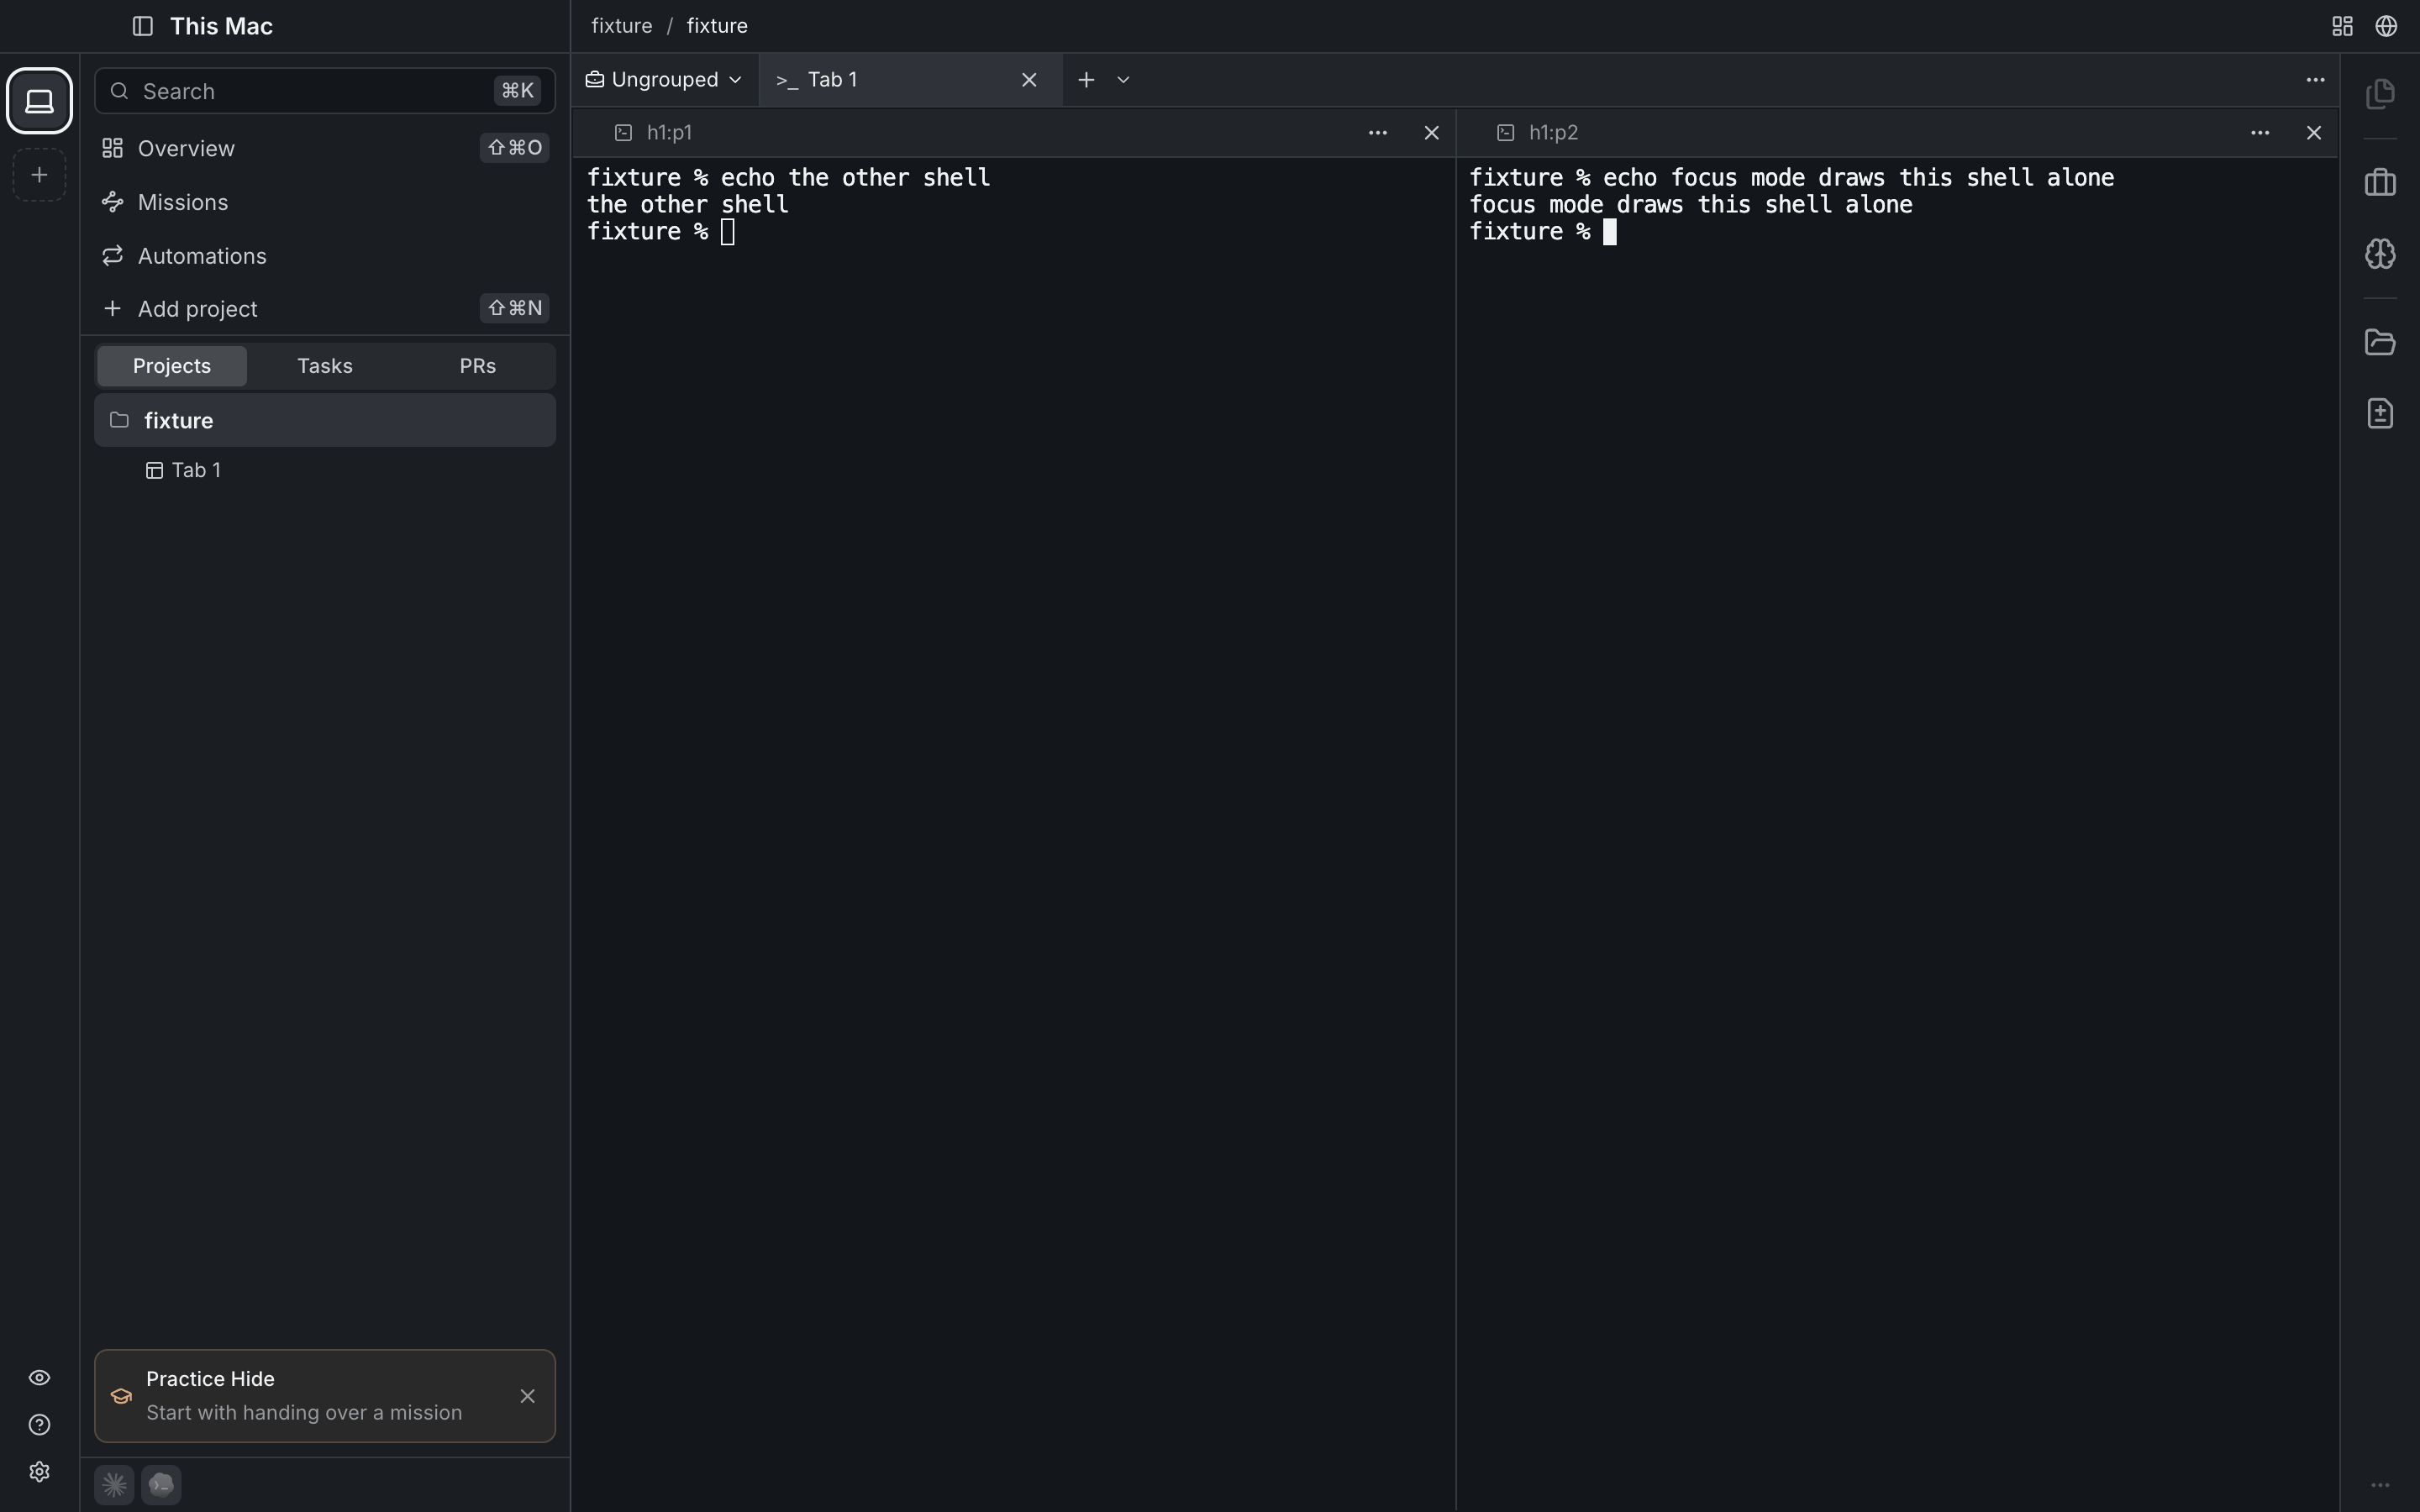 This Mac
fixture / fixture
Search ⌘K
Ungrouped
>_ Tab 1
Overview ⇧⌘O
Missions
Automations
Add project ⇧⌘N
Projects Tasks PRs
fixture
Tab 1
h1:p1
fixture % echo the other shell
the other shell
fixture %
h1:p2
fixture % echo focus mode draws this shell alone
focus mode draws this shell alone
fixture %
Practice Hide
Start with handing over a mission